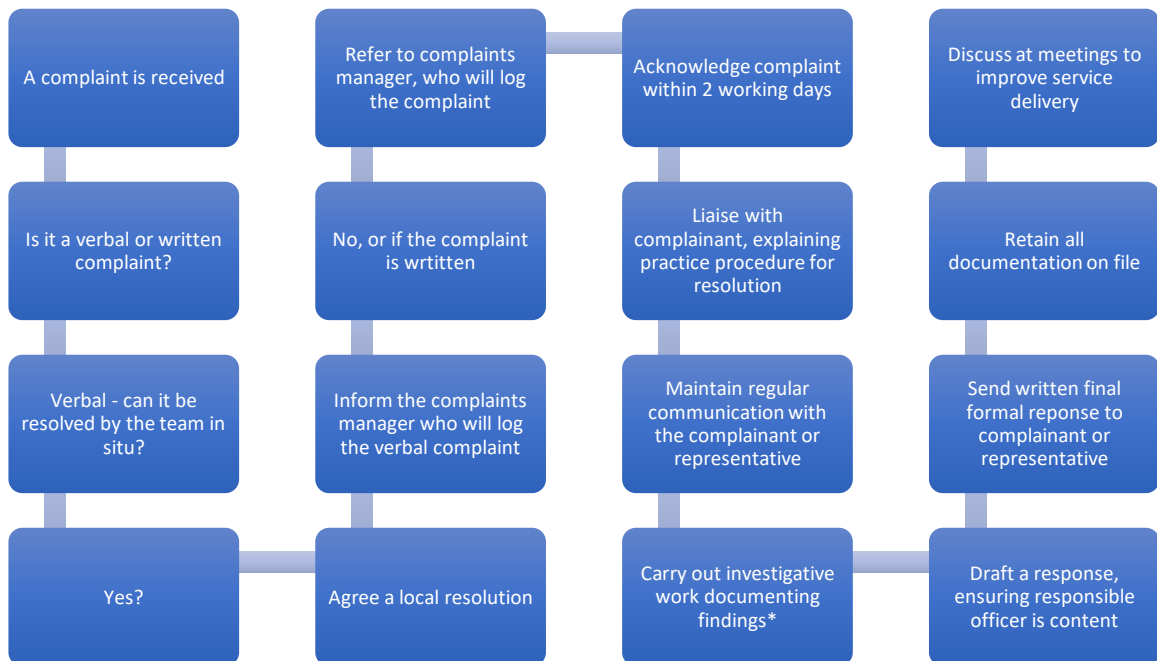 A complaint is received
Is it a verbal or written
complaint?
Verbal - can it be
resolved by the team in
situ?
Yes?
Agree a local resolution
Inform the complaints
manager who will log
the verbal complaint
No, or if the complaint
is wrtitten
Refer to complaints
manager, who will log
the complaint
Acknowledge complaint
within 2 working days
Liaise with
complainant, explaining
practice procedure for
resolution
Maintain regular
communication with
the complainant or
representative
Carry out investigative
work documenting
findings*
Draft a response,
ensuring responsible
officer is content
Send written final
formal reponse to
complainant or
representative
Retain all
documentation on file
Discuss at meetings to
improve service
delivery